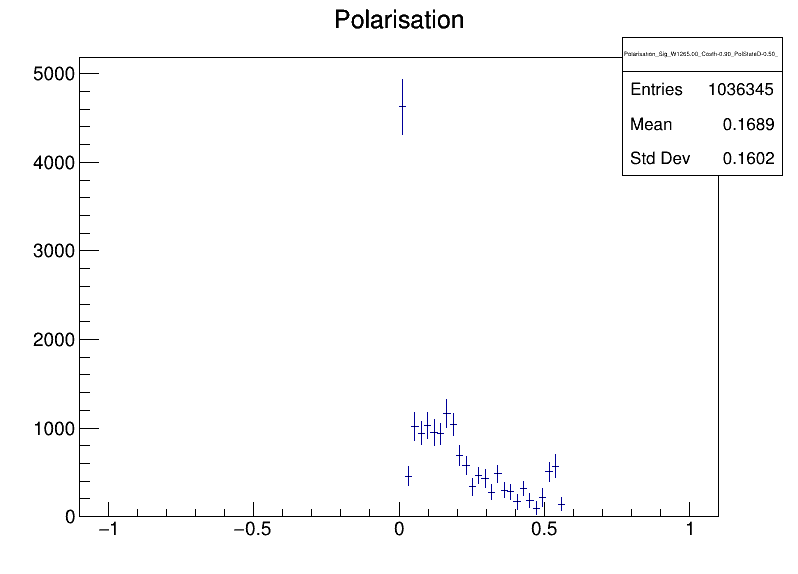 Polarisation
Polarisation_Sig_W1265.00_Costh-0.90_PolStateD-0.50_
Entries 1036345
Mean 0.1689
Std Dev 0.1602
5000
4000
3000
2000
1000
0
−1 −0.5 0 0.5 1